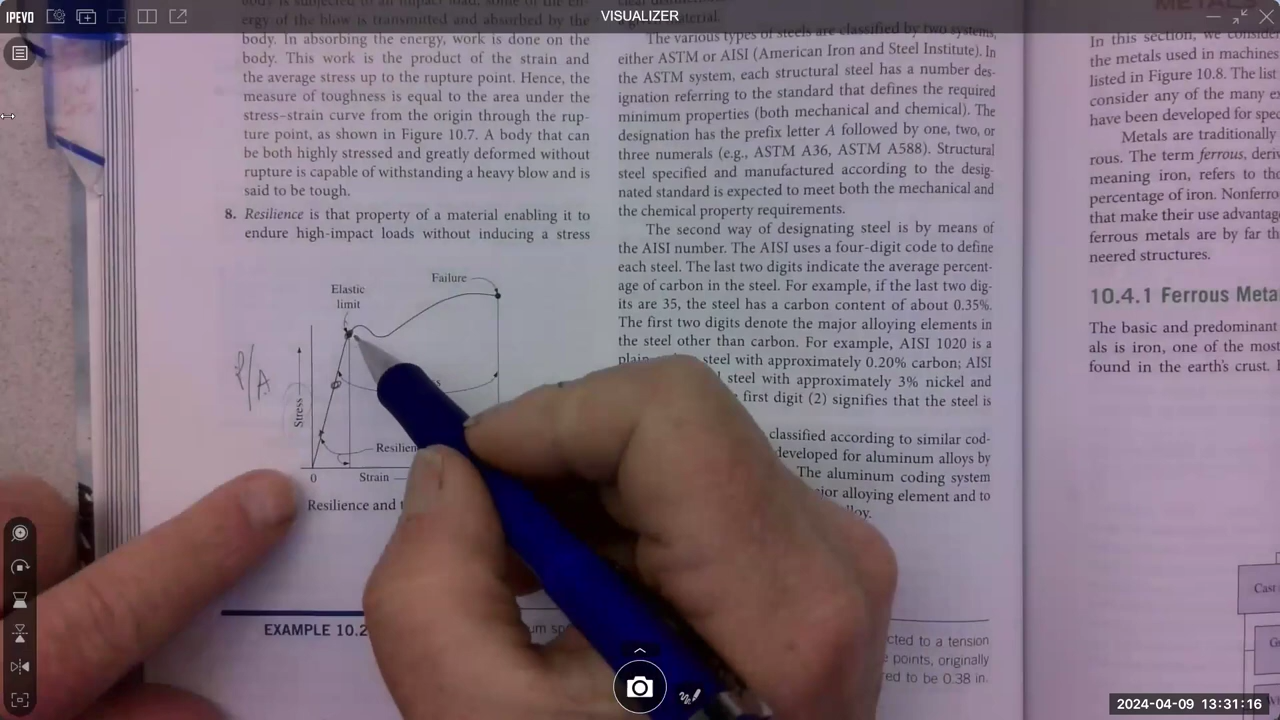 IPEVO
VISUALIZER
ergy of the blow is transmitted and absorbed by the
body. In absorbing the energy, work is done on the
body. This work is the product of the strain and
the average stress up to the rupture point. Hence, the
measure of toughness is equal to the area under the
stress–strain curve from the origin through the rup-
ture point, as shown in Figure 10.7. A body that can
be both highly stressed and greatly deformed without
rupture is capable of withstanding a heavy blow and is
said to be tough.
8. Resilience is that property of a material enabling it to
endure high-impact loads without inducing a stress
Failure
Elastic
limit
P/A
Stress
Resilien
0
Strain
Resilience and
EXAMPLE 10.2
material.
The various types of steels are classified by two systems,
either ASTM or AISI (American Iron and Steel Institute). In
the ASTM system, each structural steel has a number des-
ignation referring to the standard that defines the required
minimum properties (both mechanical and chemical). The
designation has the prefix letter A followed by one, two, or
three numerals (e.g., ASTM A36, ASTM A588). Structural
steel specified and manufactured according to the desig-
nated standard is expected to meet both the mechanical and
the chemical property requirements.
The second way of designating steel is by means of
the AISI number. The AISI uses a four-digit code to define
each steel. The last two digits indicate the average percent-
age of carbon in the steel. For example, if the last two dig-
its are 35, the steel has a carbon content of about 0.35%.
The first two digits denote the major alloying elements in
the steel other than carbon. For example, AISI 1020 is a
steel with approximately 0.20% carbon; AISI
steel with approximately 3% nickel and
first digit (2) signifies that the steel is
classified according to similar cod-
developed for aluminum alloys by
The aluminum coding system
jor alloying element and to
lloy.
cted to a tension
points, originally
red to be 0.38 in.
METALS
In this section, we consider
the metals used in machines
listed in Figure 10.8. The list
consider any of the many
have been developed for spec
Metals are traditionally
rous. The term ferrous, deriv
meaning iron, refers to the
percentage of iron. Nonferro
that make their use advantag
ferrous metals are by far th
neered structures.
10.4.1 Ferrous Meta
The basic and predominant
als is iron, one of the most
found in the earth's crust.
Cast
2024-04-09 13:31:16